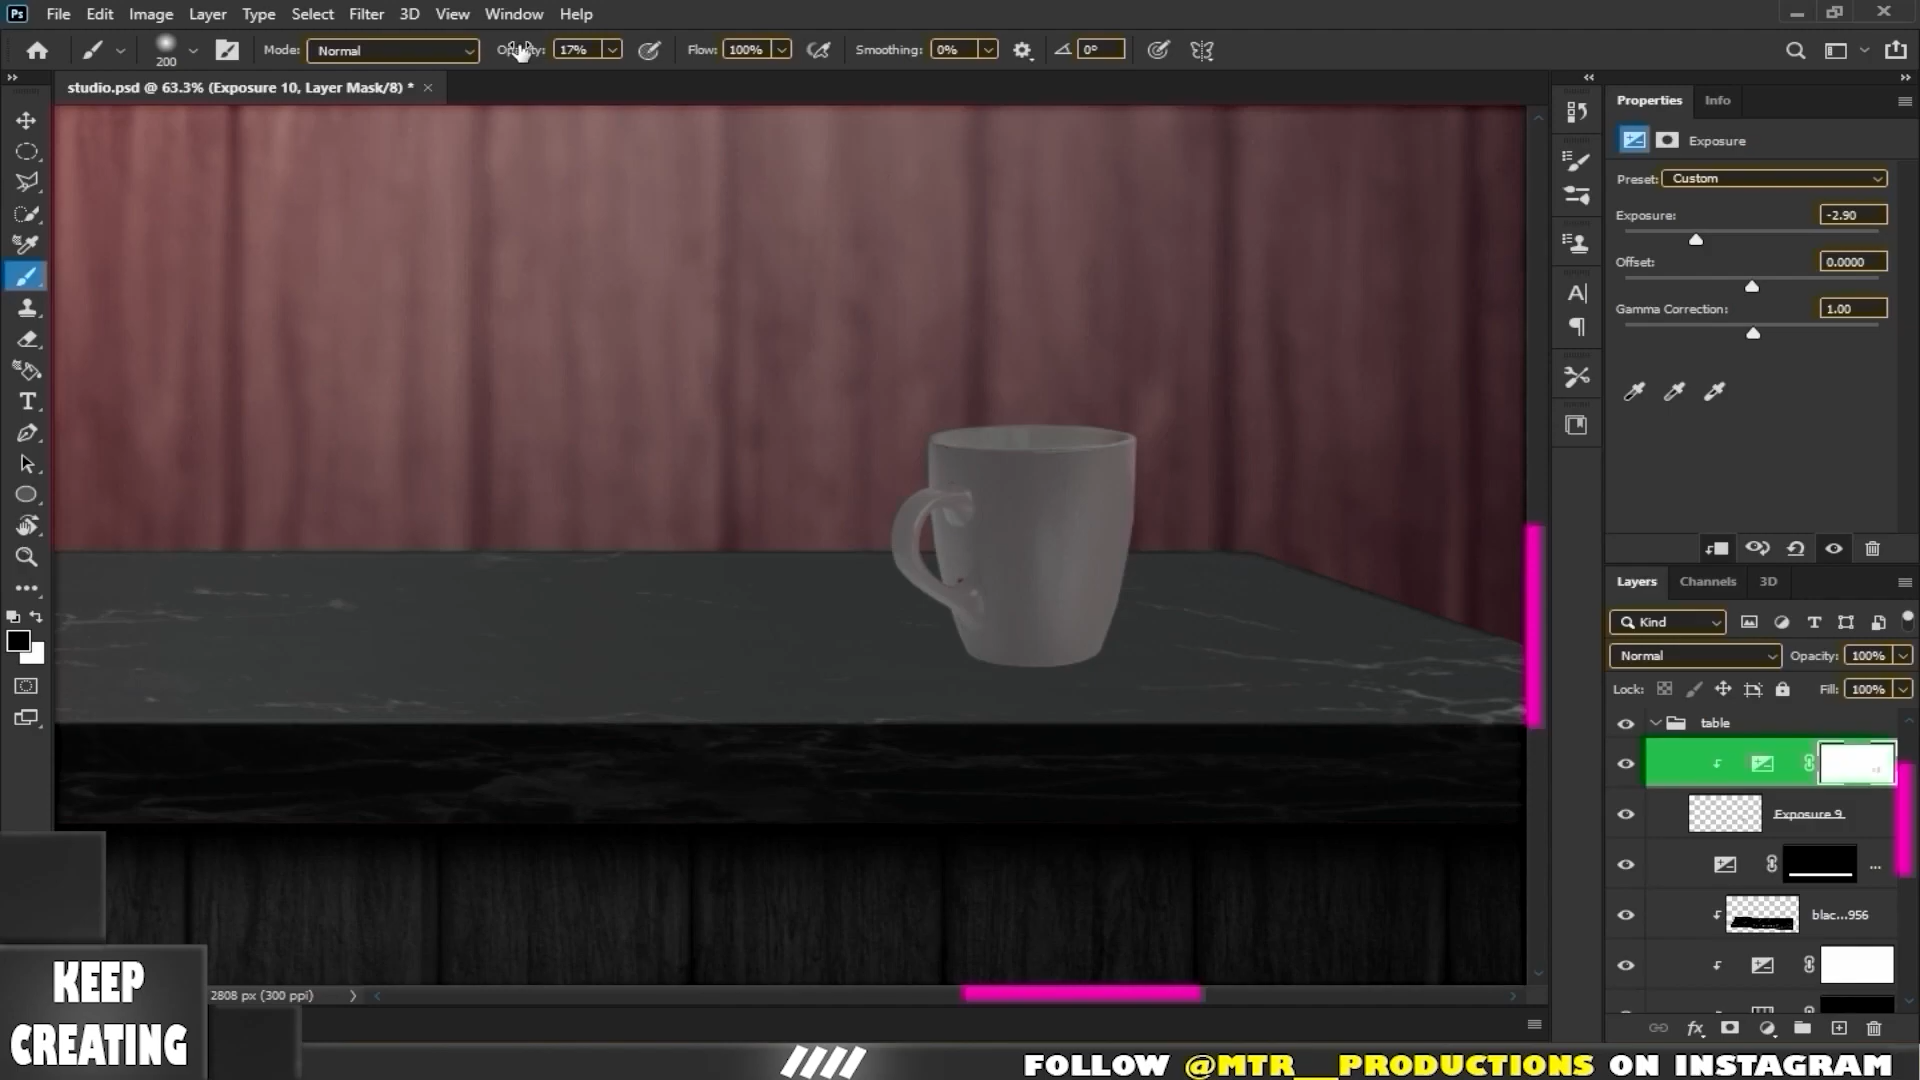 Ps File Edit Image Layer Type Select Filter 3D View Window Help
200 Mode: Normal 17% Flow: 100% Smoothing: 0% 0°
studio.psd @ 63.3% (Exposure 10, Layer Mask/8) *
Properties Info
Exposure
Preset: Custom
Exposure: -2.90
Offset: 0.0000
Gamma Correction: 1.00
Layers Channels 3D
Kind
Normal Opacity: 100%
Lock: Fill: 100%
table
Exposure 9
...
blac...956
2808 px (300 ppi)
KEEP
CREATING
FOLLOW @MTR__PRODUCTIONS ON INSTAGRAM